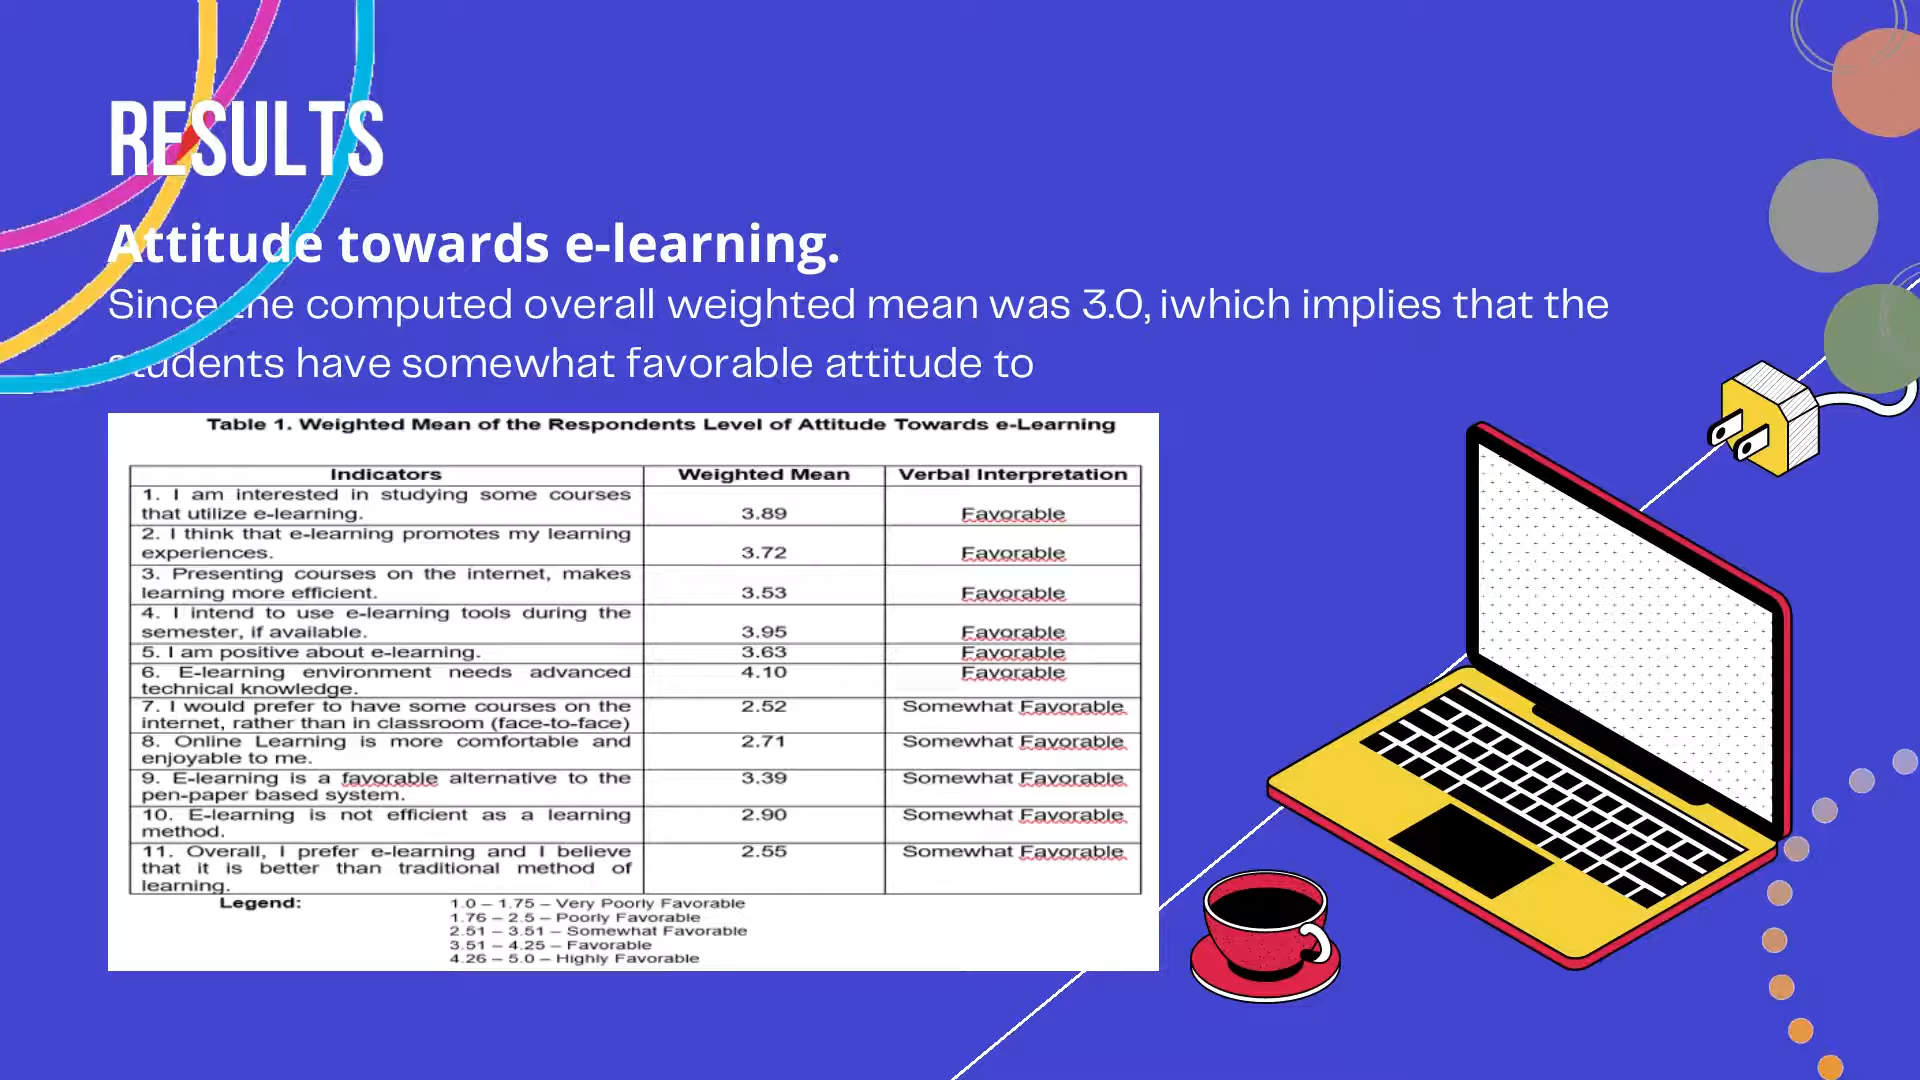 RESULTS
Attitude towards e-learning.
Since the computed overall weighted mean was 3.0, iwhich implies that the
students have somewhat favorable attitude to
Table 1. Weighted Mean of the Respondents Level of Attitude Towards e-Learning
Indicators Weighted Mean Verbal Interpretation
1. I am interested in studying some courses
that utilize e-learning. 3.89 Favorable
2. I think that e-learning promotes my learning
experiences. 3.72 Favorable
3. Presenting courses on the internet, makes
learning more efficient. 3.53 Favorable
4. I intend to use e-learning tools during the
semester, if available. 3.95 Favorable
5. I am positive about e-learning. 3.63 Favorable
6. E-learning environment needs advanced 4.10 Favorable
technical knowledge.
7. I would prefer to have some courses on the 2.52 Somewhat Favorable
internet, rather than in classroom (face-to-face)
8. Online Learning is more comfortable and 2.71 Somewhat Favorable
enjoyable to me.
9. E-learning is a favorable alternative to the 3.39 Somewhat Favorable
pen-paper based system.
10. E-learning is not efficient as a learning 2.90 Somewhat Favorable
method.
11. Overall, I prefer e-learning and I believe 2.55 Somewhat Favorable
that it is better than traditional method of
learning.
Legend: 1.0 – 1.75 – Very Poorly Favorable
1.76 – 2.5 – Poorly Favorable
2.51 – 3.51 – Somewhat Favorable
3.51 – 4.25 – Favorable
4.26 – 5.0 – Highly Favorable